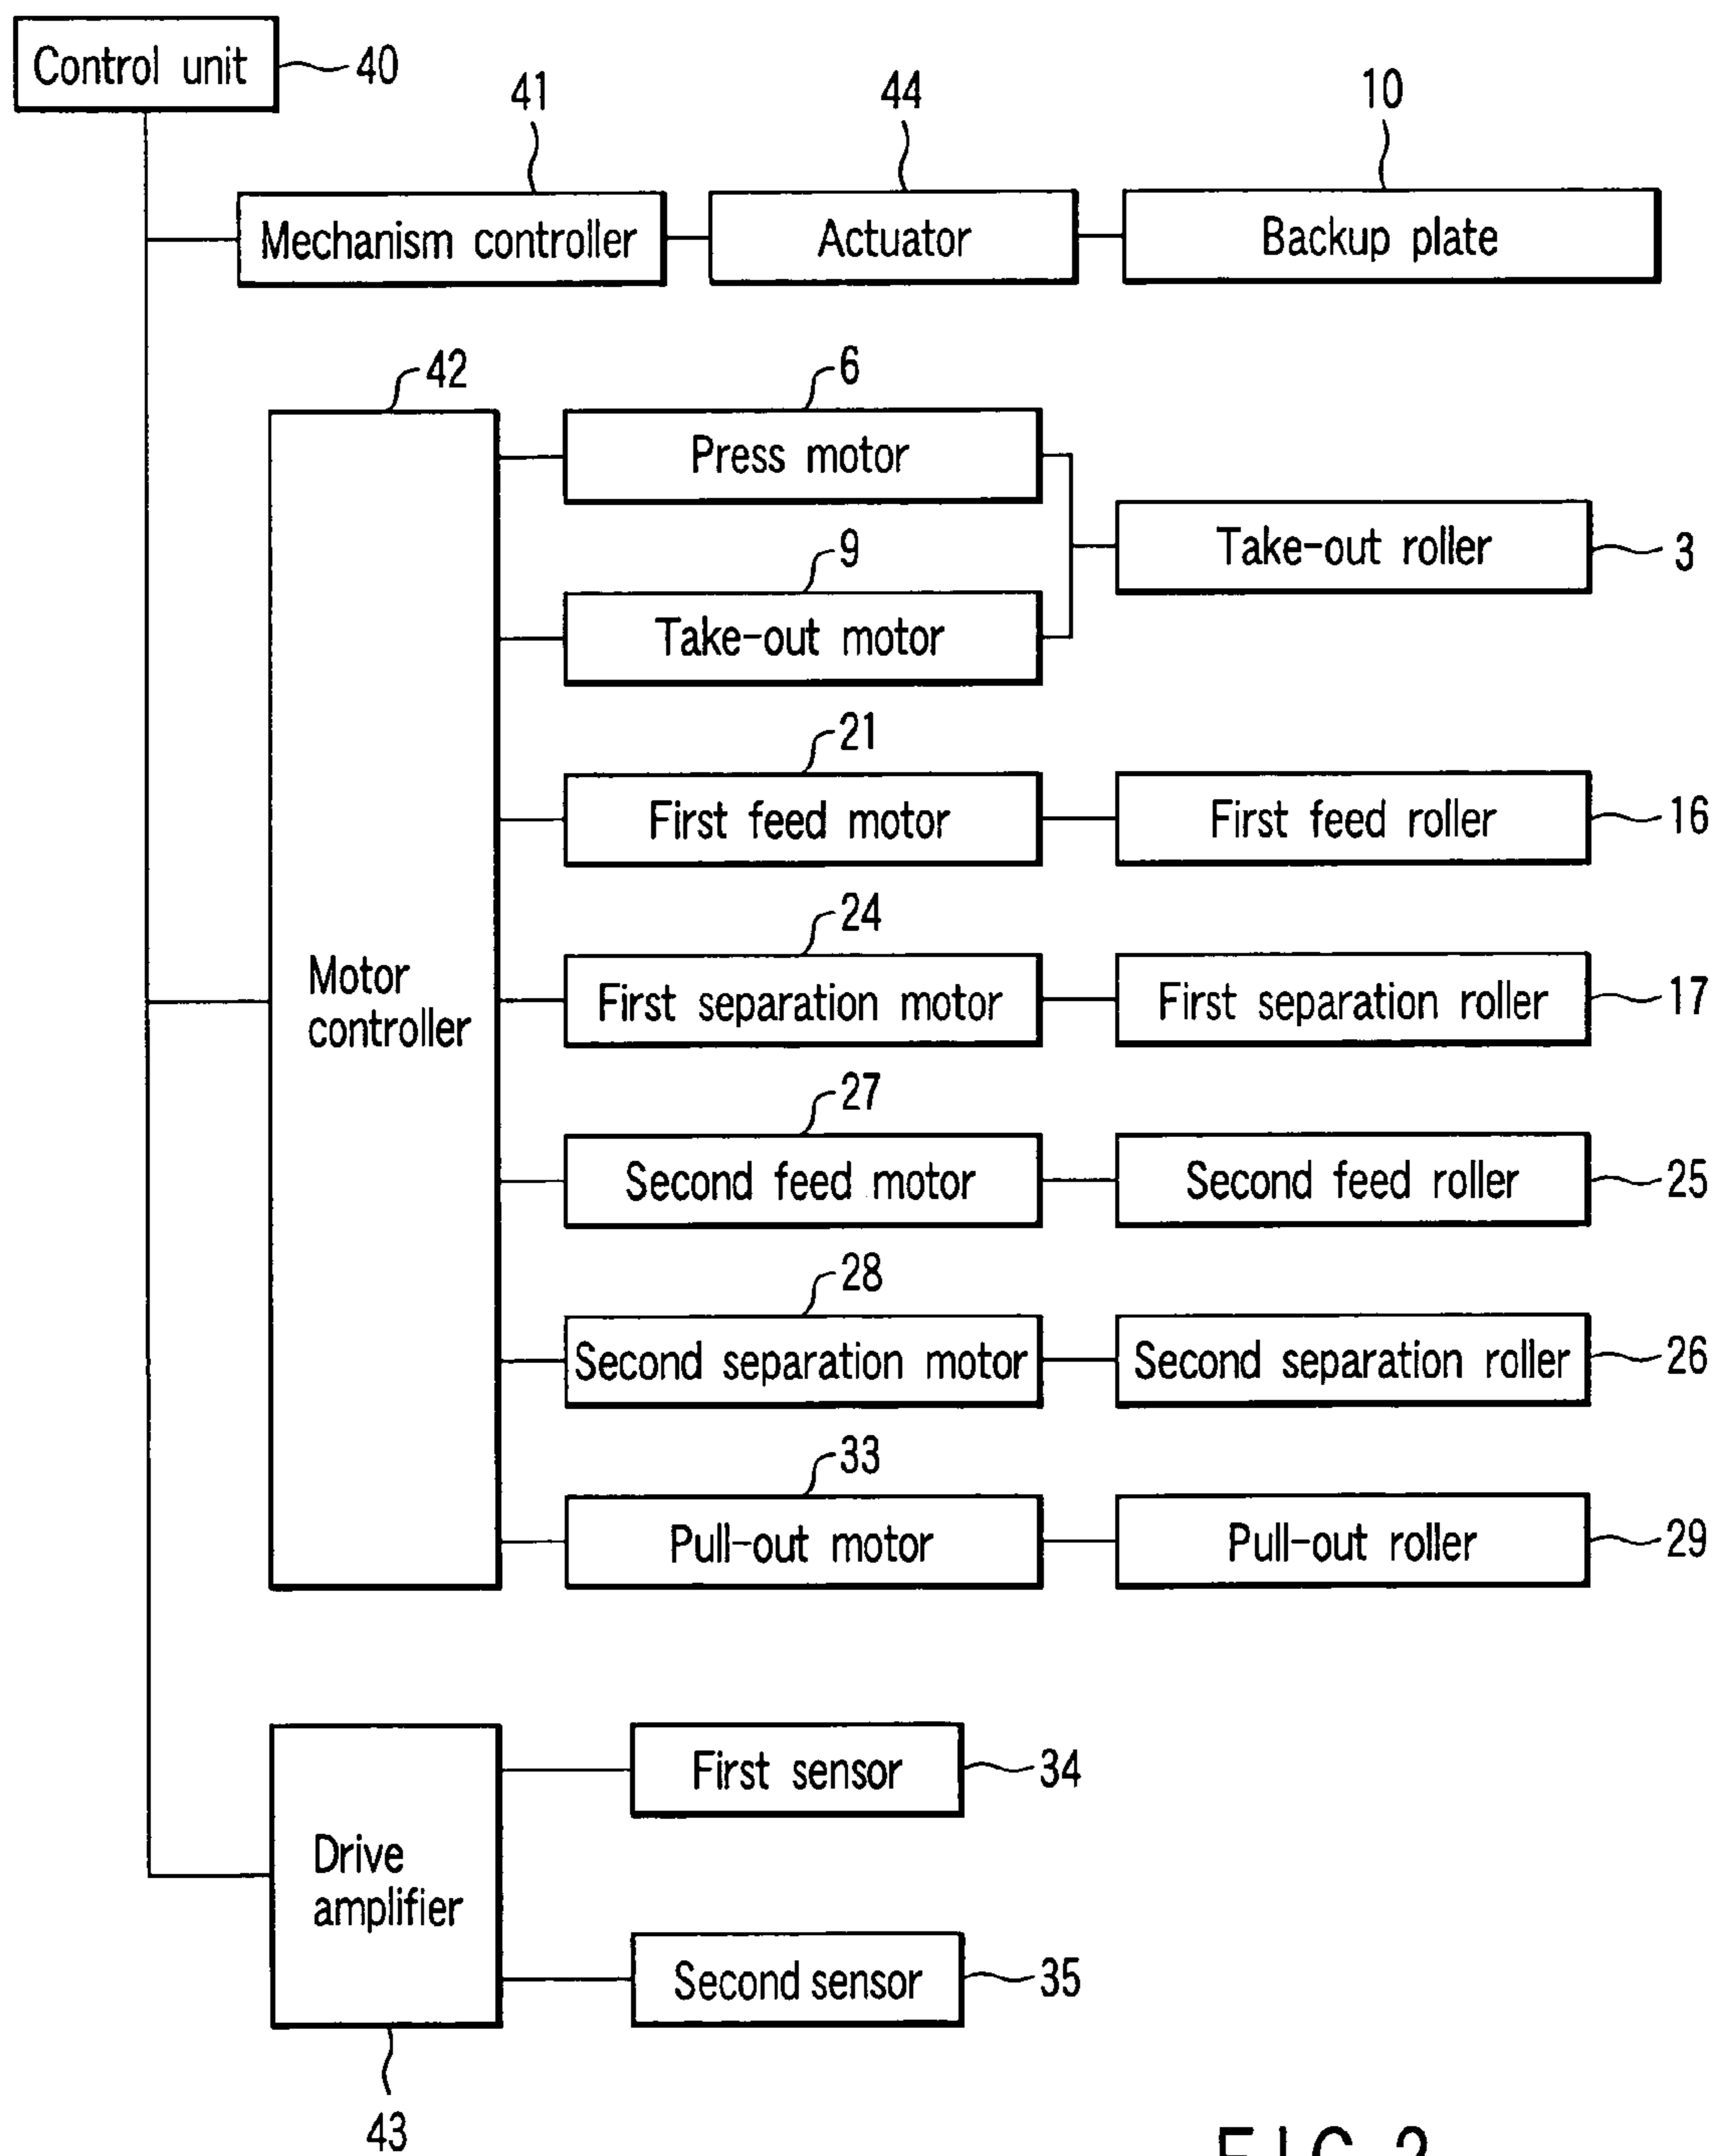 Control unit
40
41
44
10
Mechanism controller
Actuator
Backup plate
42
6
Press motor
Take-out roller
3
9
Take-out motor
21
First feed motor
First feed roller
16
24
Motor
controller
First separation motor
First separation roller
17
27
Second feed motor
Second feed roller
25
28
Second separation motor
Second separation roller
26
33
Pull-out motor
Pull-out roller
29
First sensor
34
Drive
amplifier
Second sensor
35
43